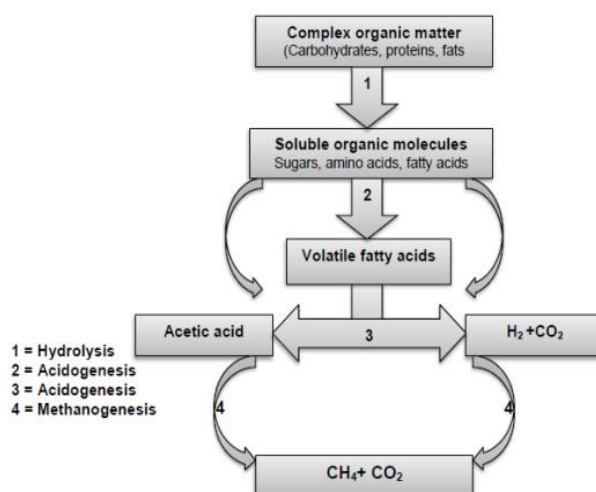 Complex organic matter
(Carbohydrates, proteins, fats
1
Soluble organic molecules
Sugars, amino acids, fatty acids
2
Volatile fatty acids
Acetic acid
3
H₂ +CO₂
1 = Hydrolysis
2 = Acidogenesis
3 = Acidogenesis
4 = Methanogenesis
4
4
CH₄+ CO₂